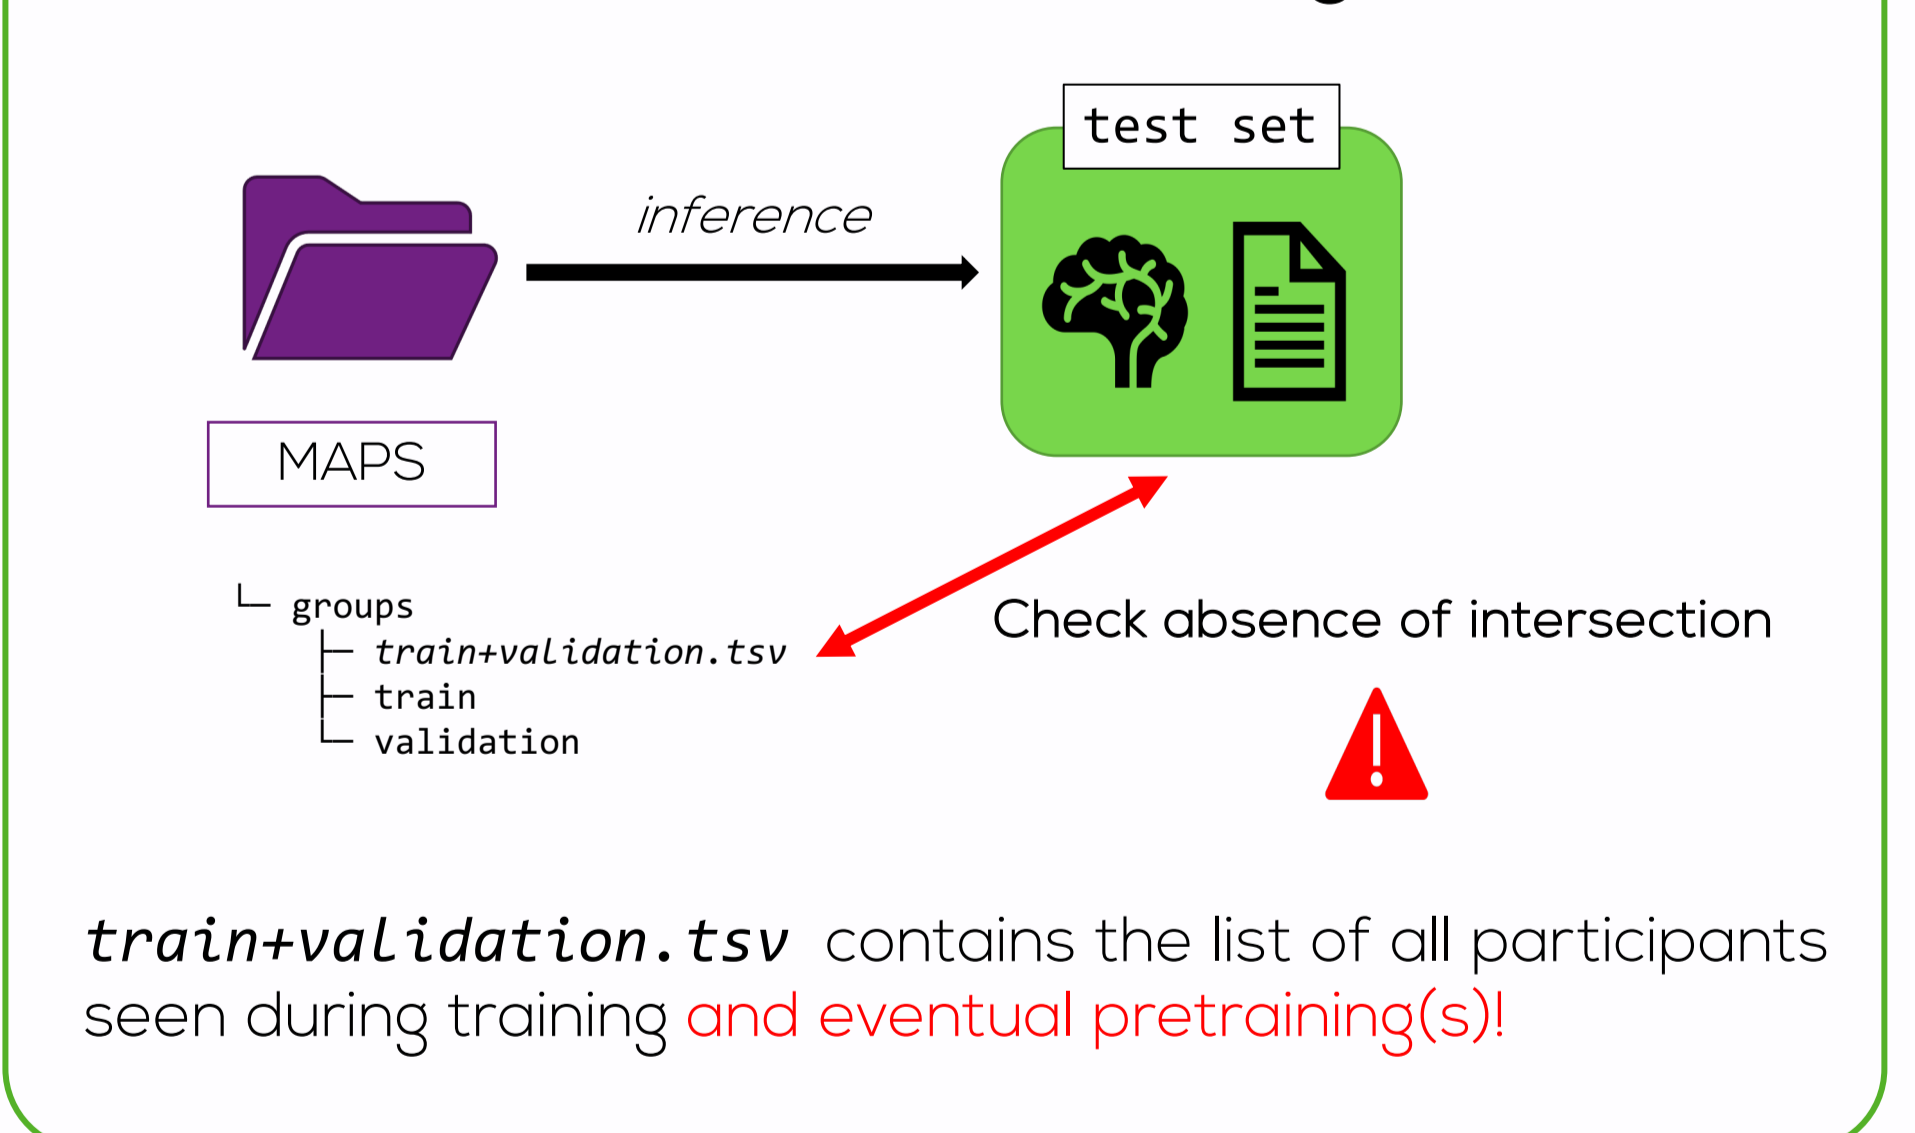 test set
inference
MAPS
└─ groups
├─ train+validation.tsv
├─ train
└─ validation
Check absence of intersection
!
train+validation.tsv contains the list of all participants
seen during training and eventual pretraining(s)!